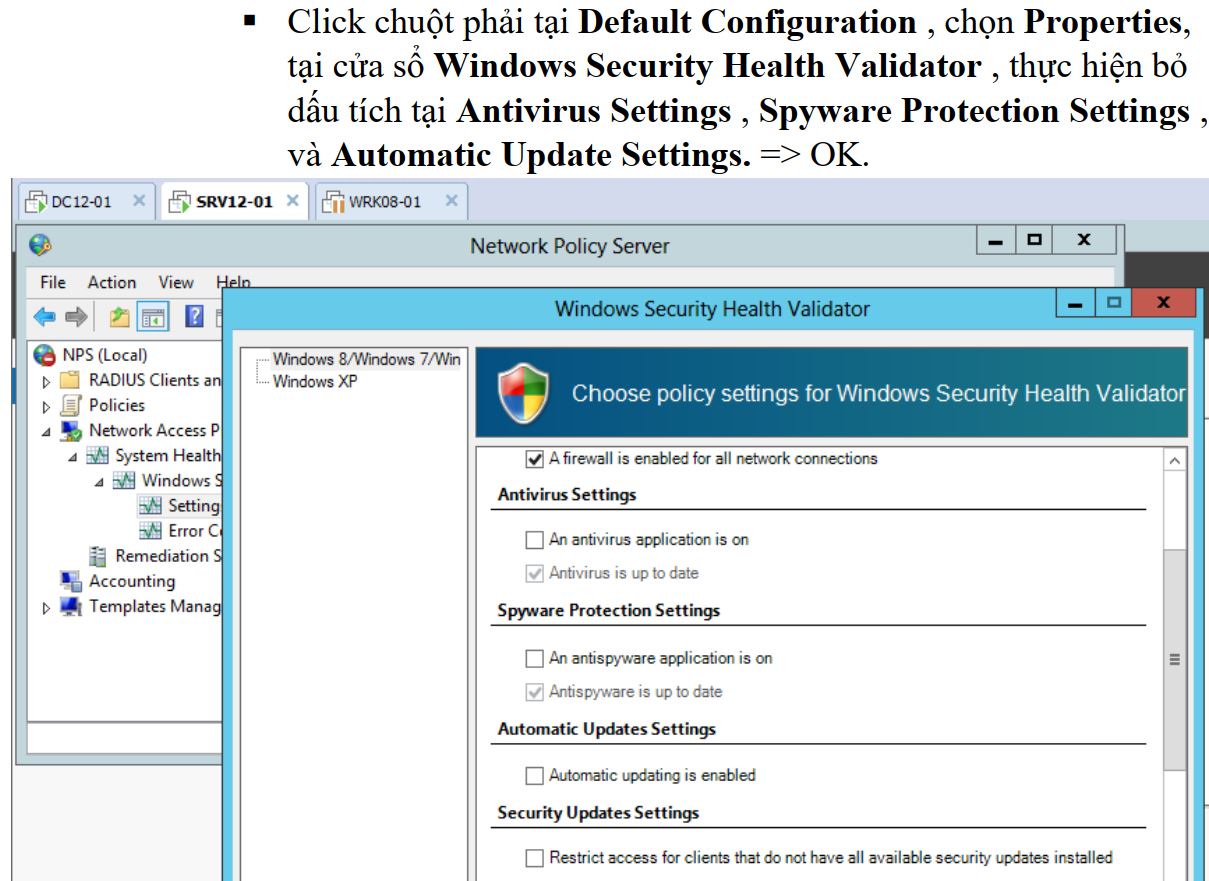 ▪ Click chuột phải tại Default Configuration , chọn Properties,
tại cửa sổ Windows Security Health Validator , thực hiện bỏ
dấu tích tại Antivirus Settings , Spyware Protection Settings ,
và Automatic Update Settings. => OK.
DC12-01 SRV12-01 WRK08-01
Network Policy Server
File Action View Help
Windows Security Health Validator
NPS (Local)
RADIUS Clients an
Policies
Network Access P
System Health
Windows S
Setting
Error C
Remediation S
Accounting
Templates Manag
Windows 8/Windows 7/Win
Windows XP
Choose policy settings for Windows Security Health Validator
A firewall is enabled for all network connections
Antivirus Settings
An antivirus application is on
Antivirus is up to date
Spyware Protection Settings
An antispyware application is on
Antispyware is up to date
Automatic Updates Settings
Automatic updating is enabled
Security Updates Settings
Restrict access for clients that do not have all available security updates installed